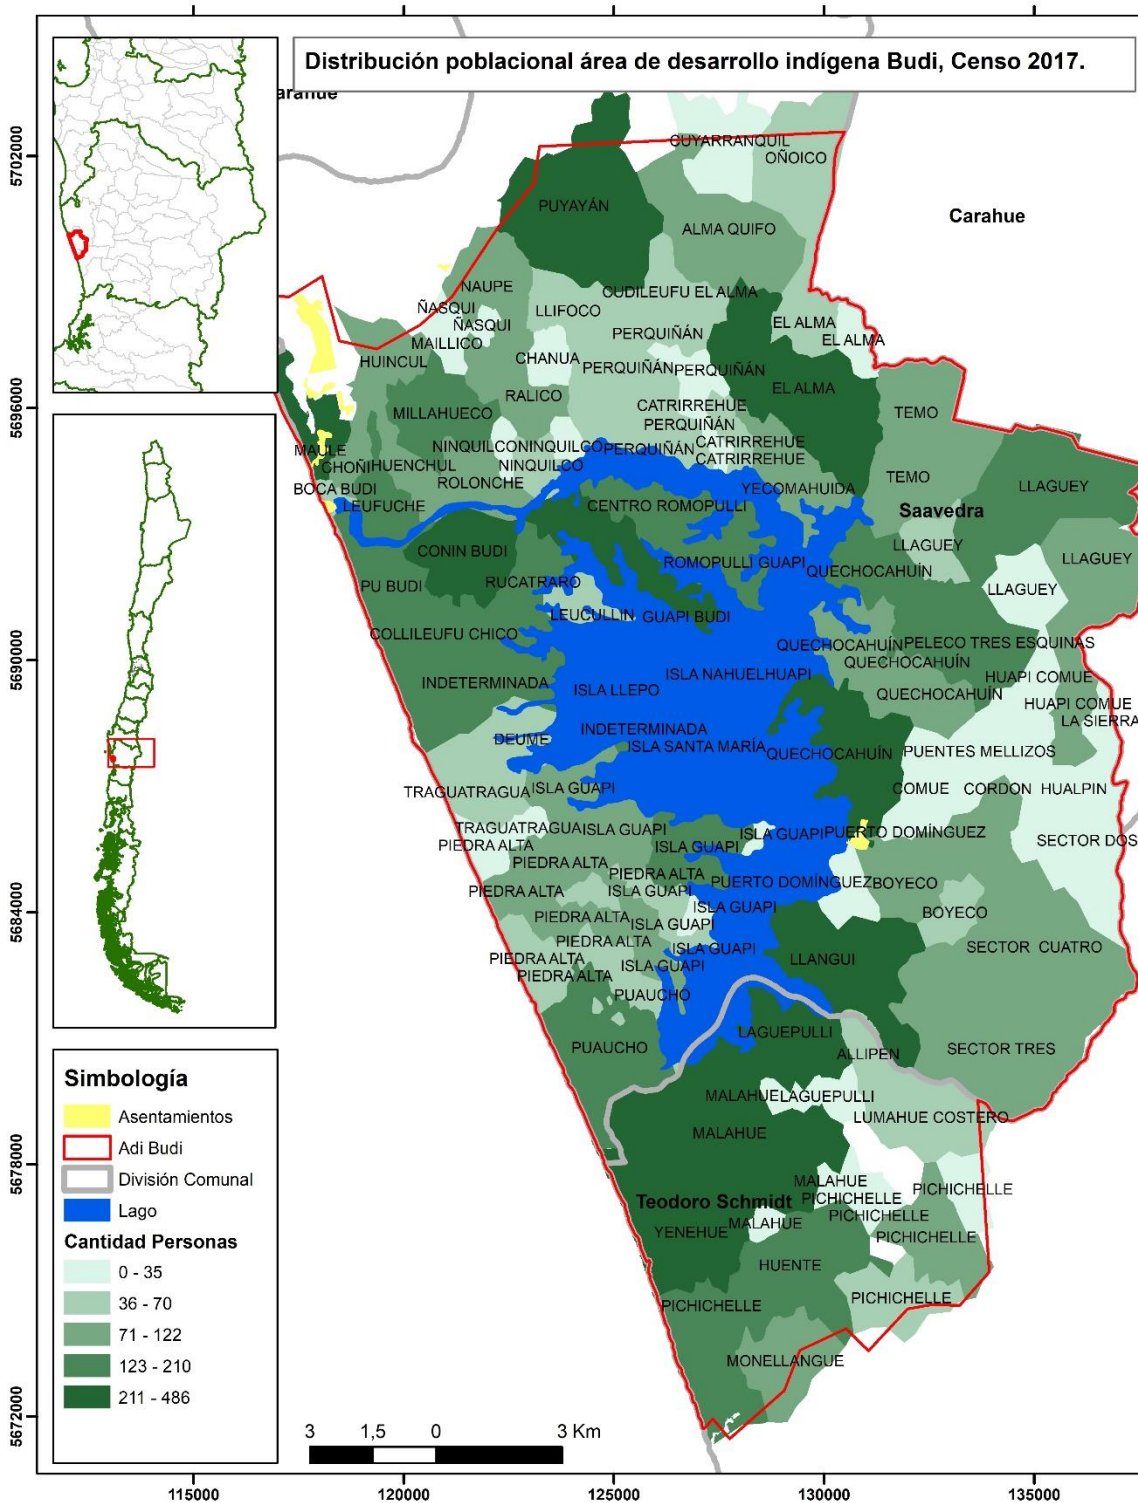 Distribución poblacional área de desarrollo indígena Budi, Censo 2017.
arahue
CUYARRANQUIL
OÑOICO
PUYAYÁN
Carahue
ALMA QUIFO
NAUPE
CUDILEUFU EL ALMA
ÑASQUI
LLIFOCO
ÑASQUI
EL ALMA
PERQUIÑÁN
MAILLICO
EL ALMA
HUINCUL
CHANUA
PERQUIÑÁN
PERQUIÑÁN
EL ALMA
RALICO
CATRIRREHUE
TEMO
MILLAHUECO
PERQUIÑÁN
NINQUILCO
NINQUILCO
PERQUIÑÁN
CATRIRREHUE
MAULE
CATRIRREHUE
CHOÑI
HUENCHUL
NINQUILCO
ROLONCHE
TEMO
BOCA BUDI
YECOMAHUIDA
LLAGUEY
LEUFUCHE
CENTRO ROMOPULLI
Saavedra
LLAGUEY
CONIN BUDI
LLAGUEY
ROMOPULLI GUAPI
QUECHOCAHUÍN
RUCATRARO
PU BUDI
LLAGUEY
LEUCULLIN
GUAPI BUDI
COLLILEUFU CHICO
QUECHOCAHUÍN
PELECO TRES ESQUINAS
QUECHOCAHUÍN
ISLA NAHUELHUAPI
HUAPI COMUE
INDETERMINADA
ISLA LLEPO
QUECHOCAHUÍN
HUAPI COMUE
LA SIERRA
INDETERMINADA
DEUME
ISLA SANTA MARÍA
QUECHOCAHUÍN
PUENTES MELLIZOS
TRAGUATRAGUA
ISLA GUAPI
COMUE
CORDON HUALPIN
TRAGUATRAGUA
ISLA GUAPI
ISLA GUAPI
PUERTO DOMÍNGUEZ
SECTOR DOS
PIEDRA ALTA
ISLA GUAPI
PIEDRA ALTA
PIEDRA ALTA
PUERTO DOMÍNGUEZ
BOYECO
PIEDRA ALTA
ISLA GUAPI
ISLA GUAPI
BOYECO
PIEDRA ALTA
ISLA GUAPI
PIEDRA ALTA
ISLA GUAPI
SECTOR CUATRO
PIEDRA ALTA
ISLA GUAPI
LLANGUI
PIEDRA ALTA
PUAUCHO
LAGUEPULLI
PUAUCHO
ALLIPEN
SECTOR TRES
MALAHUE
LAGUEPULLI
LUMAHUE COSTERO
MALAHUE
MALAHUE
PICHICHELLE
PICHICHELLE
Teodoro Schmidt
PICHICHELLE
MALAHUE
YENEHUE
PICHICHELLE
HUENTE
PICHICHELLE
PICHICHELLE
MONELLANGUE
Simbología
Asentamientos
Adi Budi
División Comunal
Lago
Cantidad Personas
0 - 35
36 - 70
71 - 122
123 - 210
211 - 486
3 1,5 0 3 Km
5702000
5696000
5690000
5684000
5678000
5672000
115000 120000 125000 130000 135000